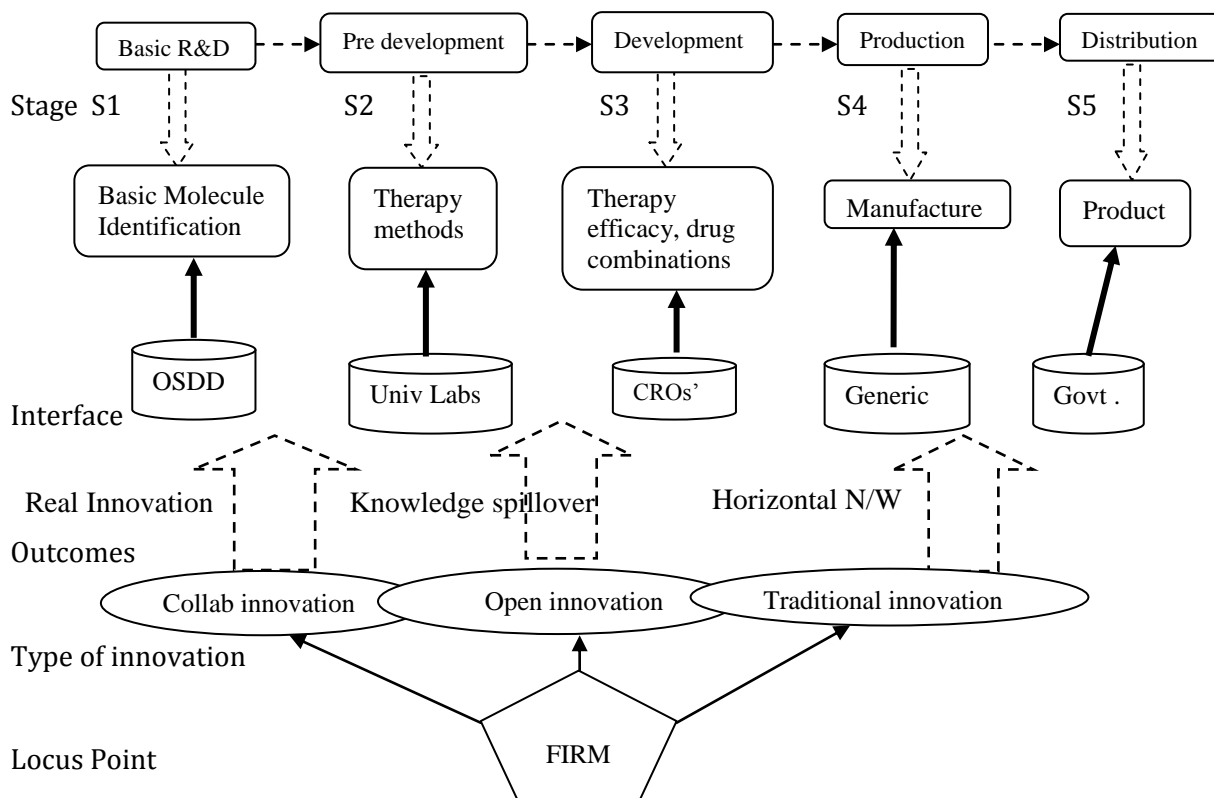 Basic R&D
Pre development
Development
Production
Distribution
Stage S1
S2
S3
S4
S5
Basic Molecule
Identification
Therapy
methods
Therapy
efficacy, drug
combinations
Manufacture
Product
OSDD
Univ Labs
CROs’
Generic
Govt .
Interface
Real Innovation
Knowledge spillover
Horizontal N/W
Outcomes
Collab innovation
Open innovation
Traditional innovation
Type of innovation
FIRM
Locus Point